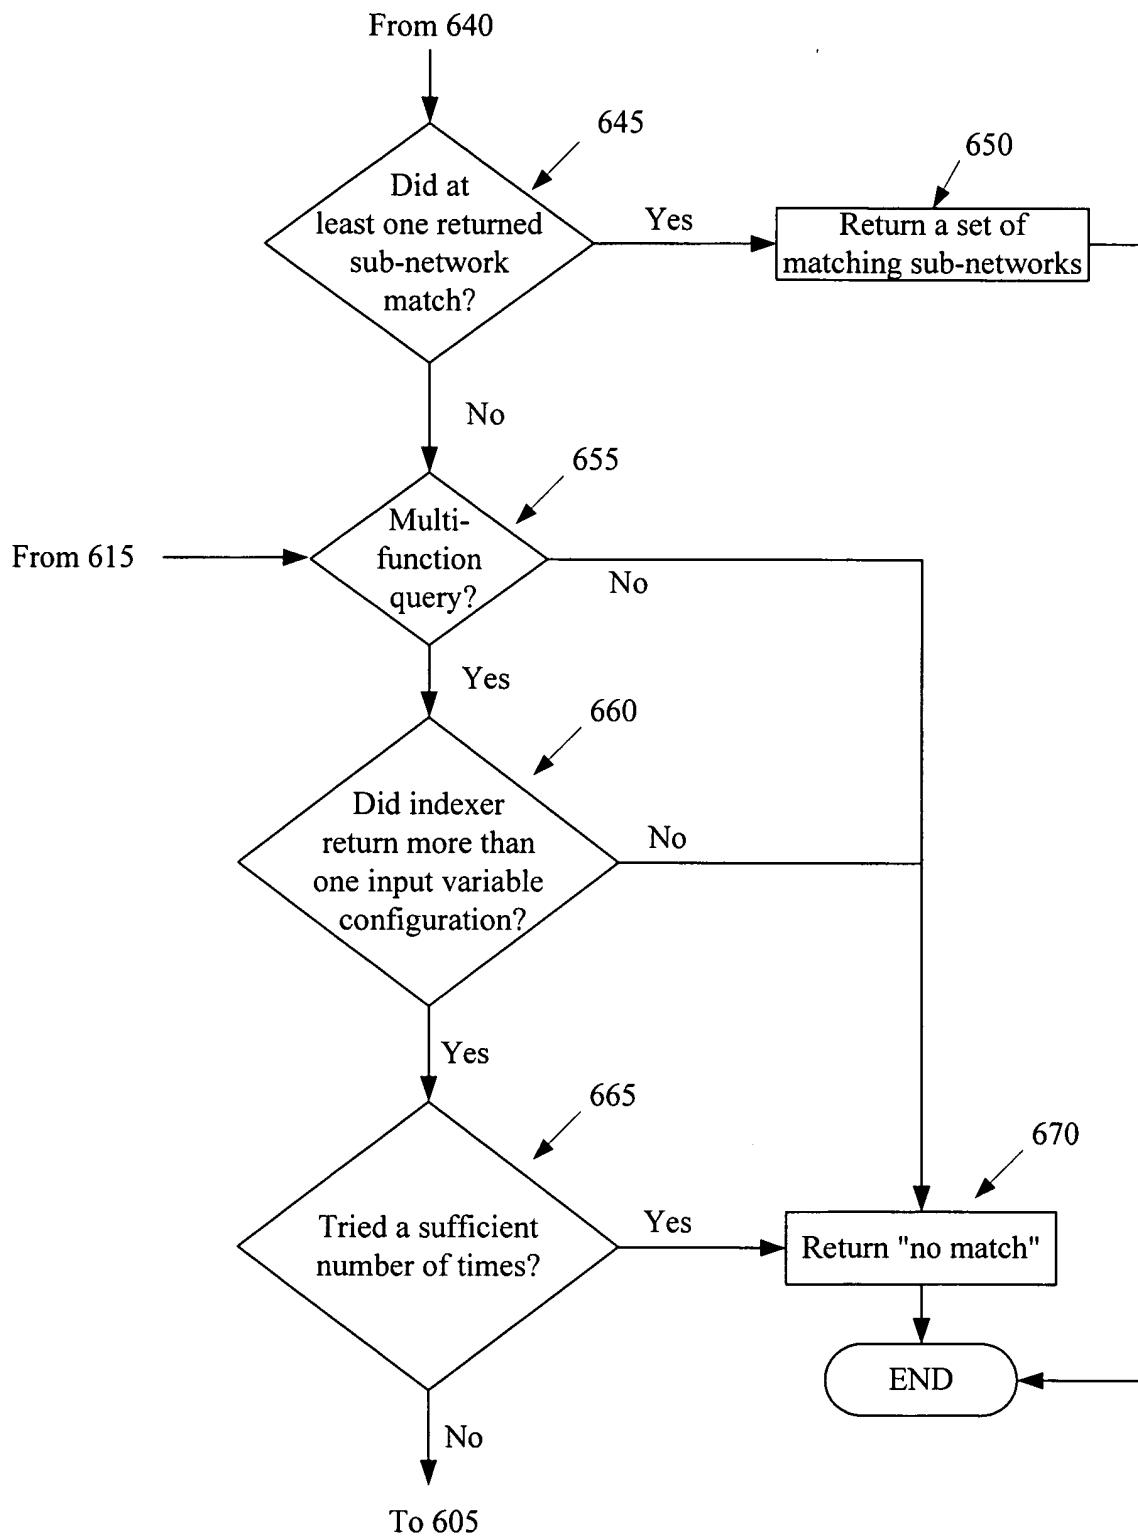 From 640
645
Did at
least one returned
sub-network
match?
Yes
650
Return a set of
matching sub-networks
No
655
From 615
Multi-
function
query?
No
Yes
660
Did indexer
return more than
one input variable
configuration?
No
Yes
665
Tried a sufficient
number of times?
Yes
670
Return "no match"
END
No
To 605